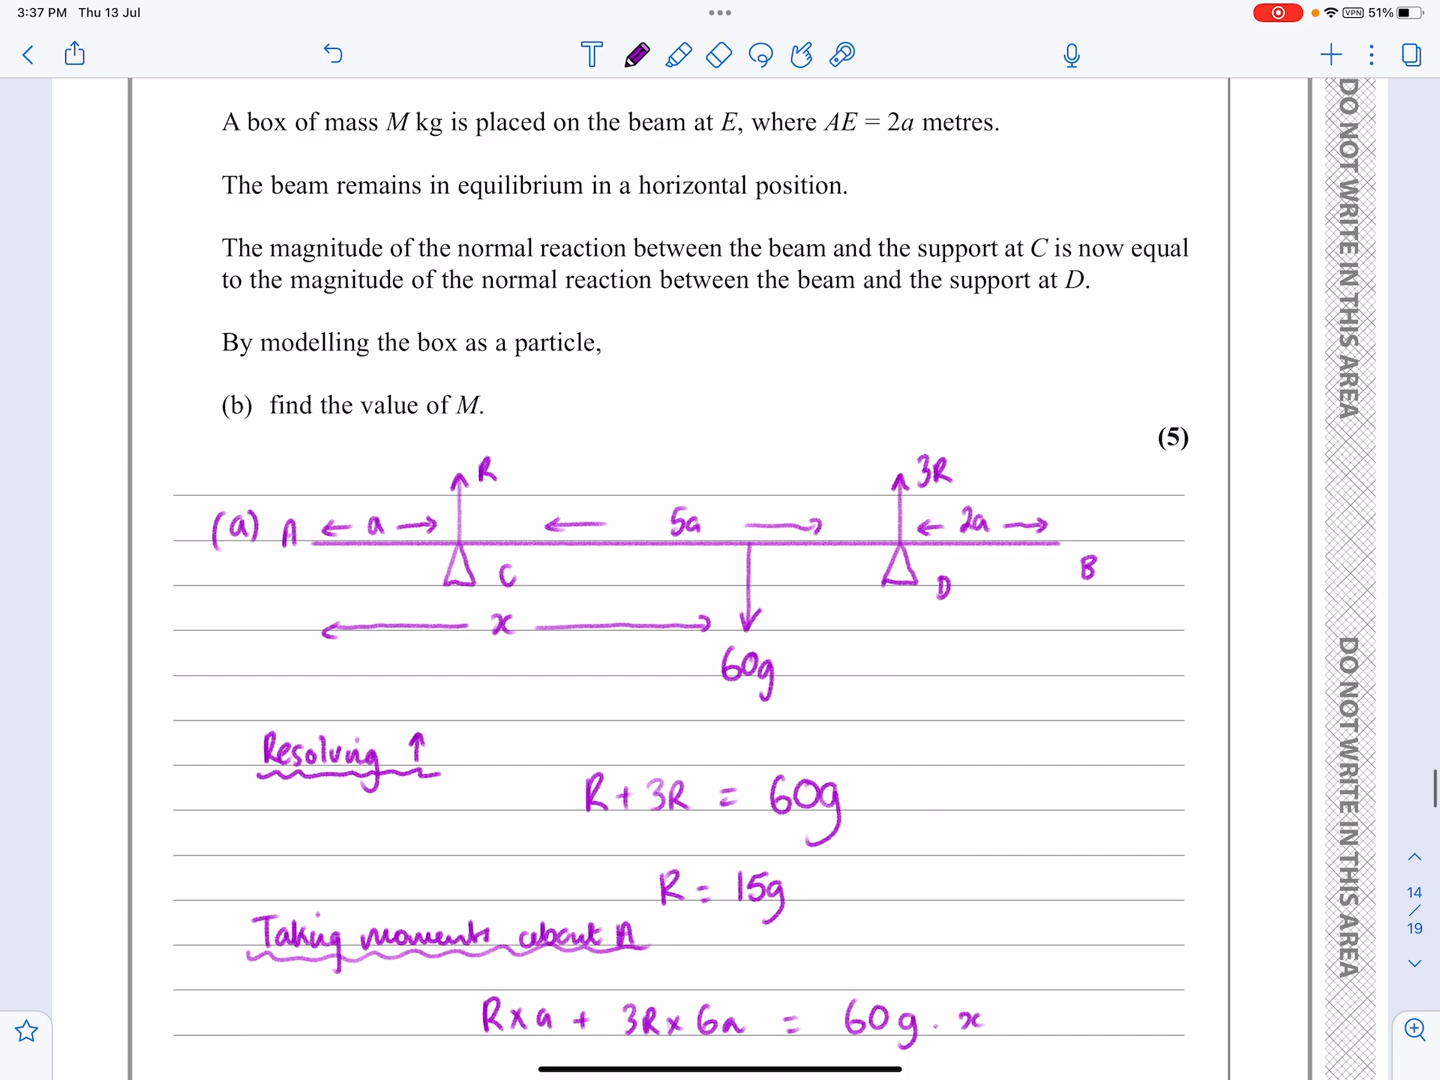 3:37 PM Thu 13 Jul
VPN 51%
A box of mass M kg is placed on the beam at E, where AE = 2a metres.
The beam remains in equilibrium in a horizontal position.
The magnitude of the normal reaction between the beam and the support at C is now equal
to the magnitude of the normal reaction between the beam and the support at D.
By modelling the box as a particle,
(b) find the value of M.
(5)
R 3R
(a) A a 5a 2a
C D B
x
60g
Resolving ↑
R + 3R = 60g
R = 15g
Taking moments about A
R × a + 3R × 6a = 60g . x
DO NOT WRITE IN THIS AREA
DO NOT WRITE IN THIS AREA
14
/
19